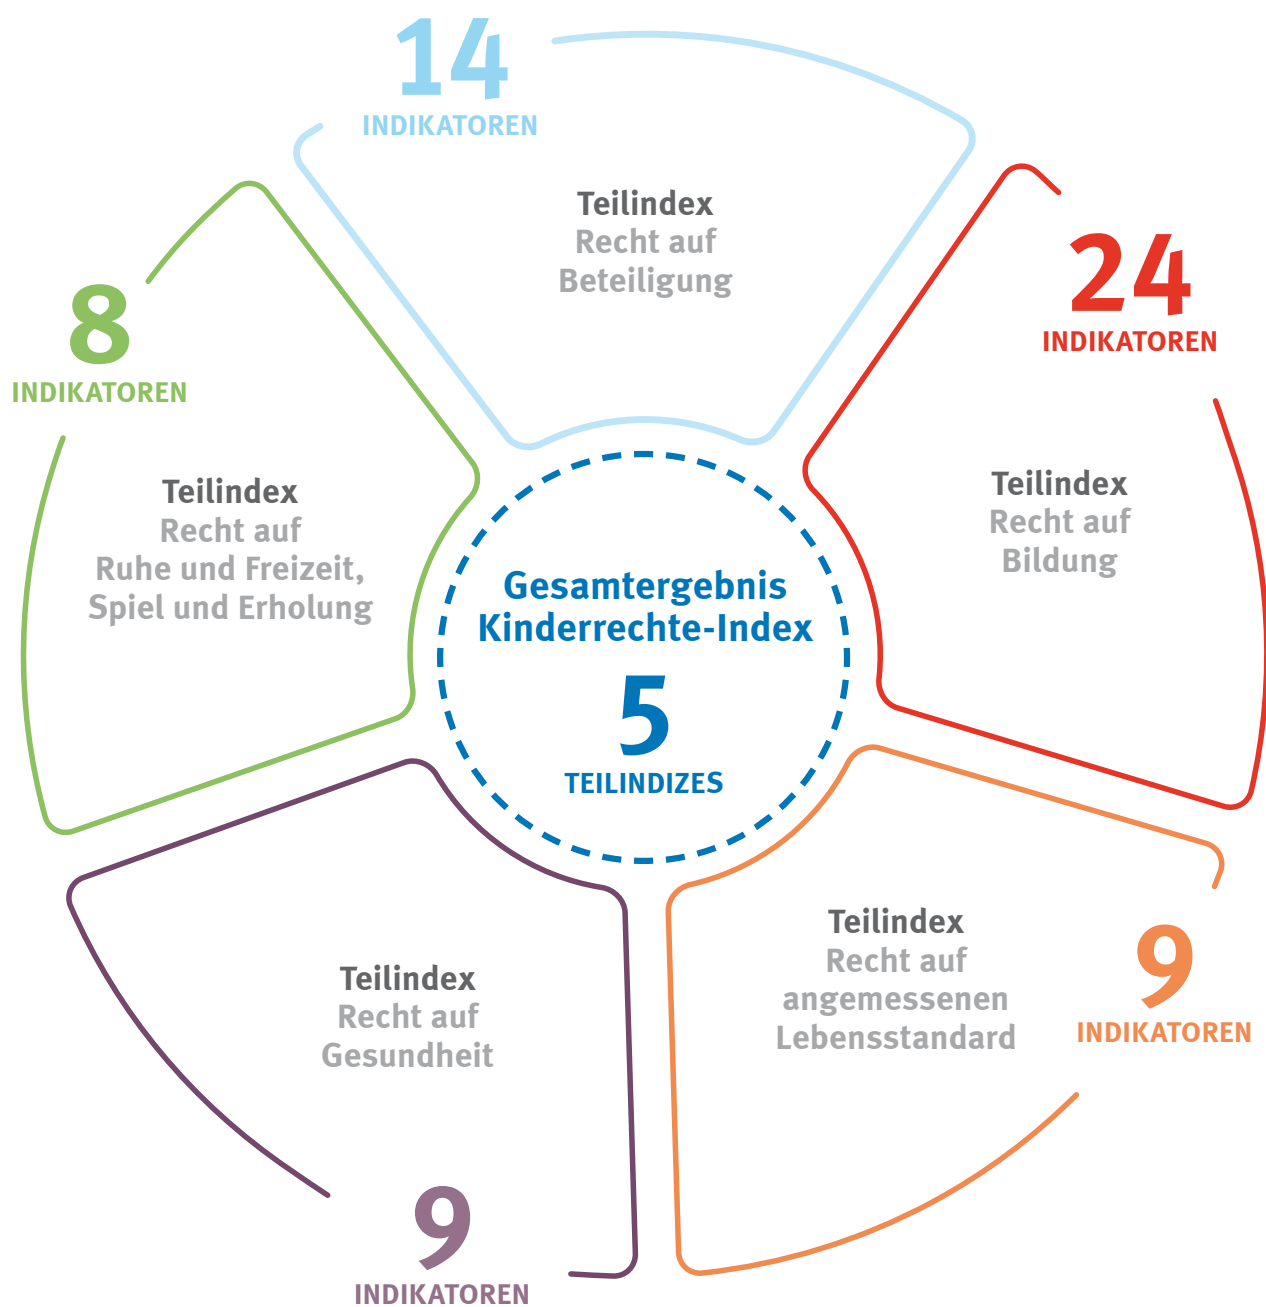 14
INDIKATOREN
Teilindex
Recht auf
Beteiligung
24
INDIKATOREN
Teilindex
Recht auf
Bildung
8
INDIKATOREN
Teilindex
Recht auf
Ruhe und Freizeit,
Spiel und Erholung
Gesamtergebnis
Kinderrechte-Index
5
TEILINDIZES
Teilindex
Recht auf
angemessenen
Lebensstandard
9
INDIKATOREN
Teilindex
Recht auf
Gesundheit
9
INDIKATOREN